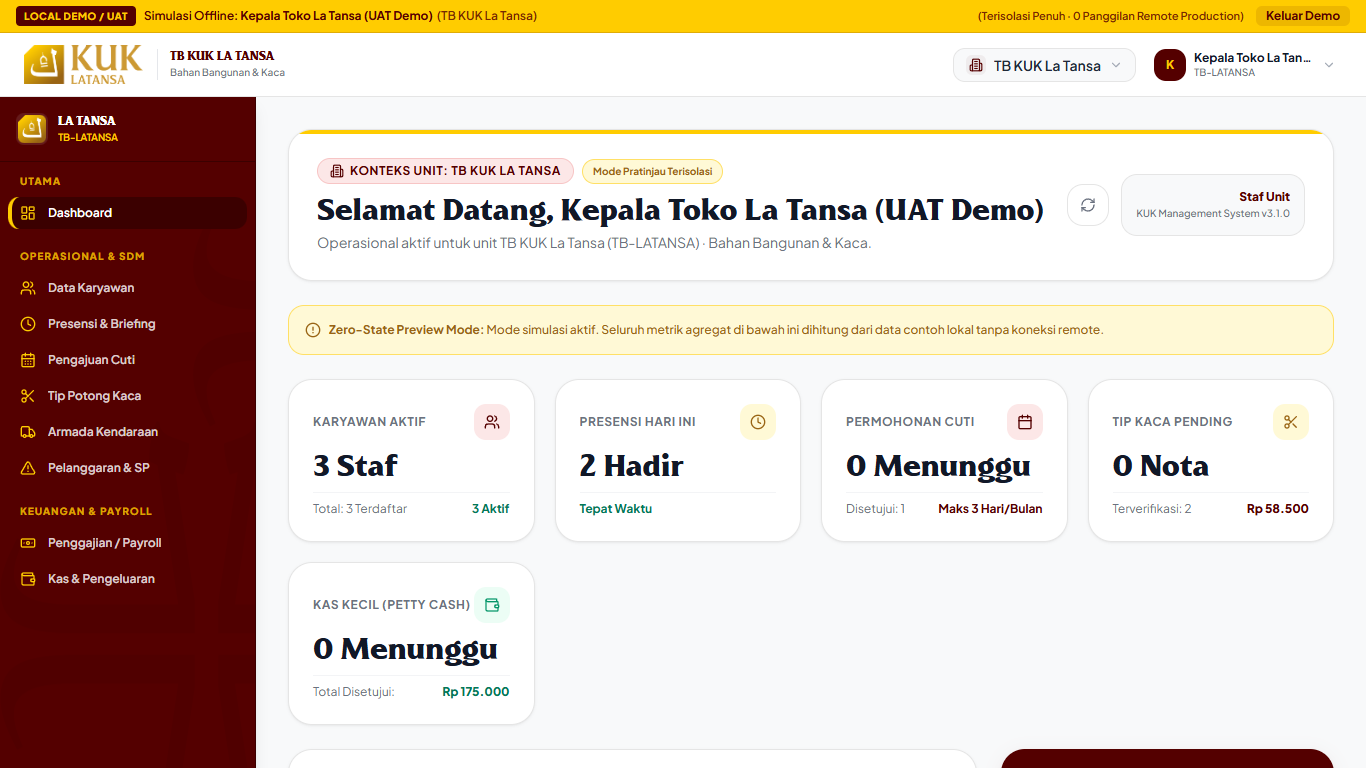 LOCAL DEMO / UAT Simulasi Offline: Kepala Toko La Tansa (UAT Demo) (TB KUK La Tansa) (Terisolasi Penuh · 0 Panggilan Remote Production) Keluar Demo
KUK
LATANSA
TB KUK LA TANSA
Bahan Bangunan & Kaca
TB KUK La Tansa
K
Kepala Toko La Tan...
TB-LATANSA
LA TANSA
TB-LATANSA
UTAMA
Dashboard
OPERASIONAL & SDM
Data Karyawan
Presensi & Briefing
Pengajuan Cuti
Tip Potong Kaca
Armada Kendaraan
Pelanggaran & SP
KEUANGAN & PAYROLL
Penggajian / Payroll
Kas & Pengeluaran
KONTEKS UNIT: TB KUK LA TANSA Mode Pratinjau Terisolasi
Selamat Datang, Kepala Toko La Tansa (UAT Demo)
Operasional aktif untuk unit TB KUK La Tansa (TB-LATANSA) · Bahan Bangunan & Kaca.
Staf Unit
KUK Management System v3.1.0
Zero-State Preview Mode: Mode simulasi aktif. Seluruh metrik agregat di bawah ini dihitung dari data contoh lokal tanpa koneksi remote.
KARYAWAN AKTIF
3 Staf
Total: 3 Terdaftar 3 Aktif
PRESENSI HARI INI
2 Hadir
Tepat Waktu
PERMOHONAN CUTI
0 Menunggu
Disetujui: 1 Maks 3 Hari/Bulan
TIP KACA PENDING
0 Nota
Terverifikasi: 2 Rp 58.500
KAS KECIL (PETTY CASH)
0 Menunggu
Total Disetujui: Rp 175.000